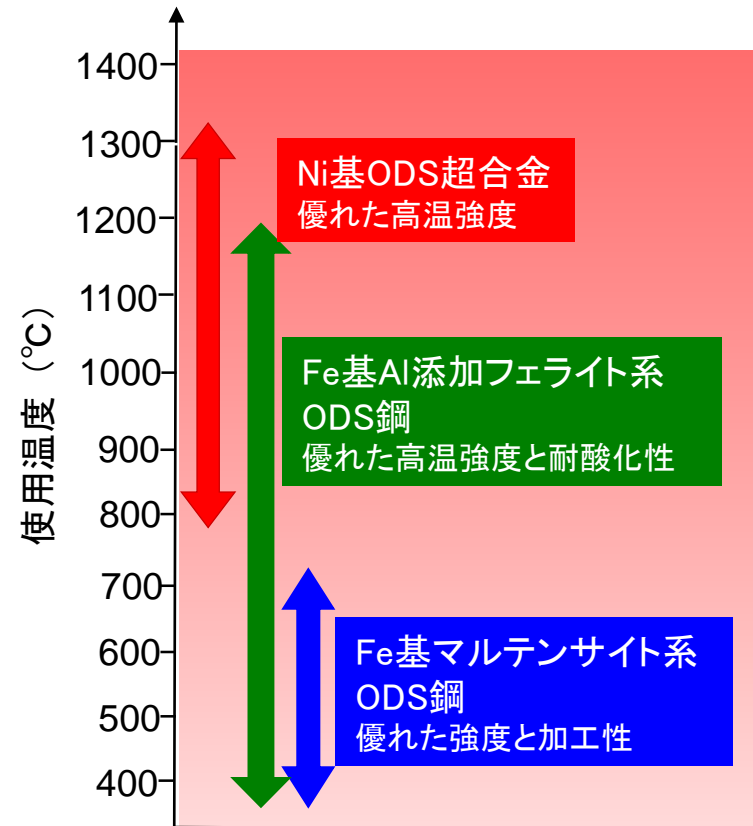 使用温度（℃）
1400
1300
1200
1100
1000
900
800
700
600
500
400
Ni基ODS超合金
優れた高温強度
Fe基Al添加フェライト系
ODS鋼
優れた高温強度と耐酸化性
Fe基マルテンサイト系
ODS鋼
優れた強度と加工性